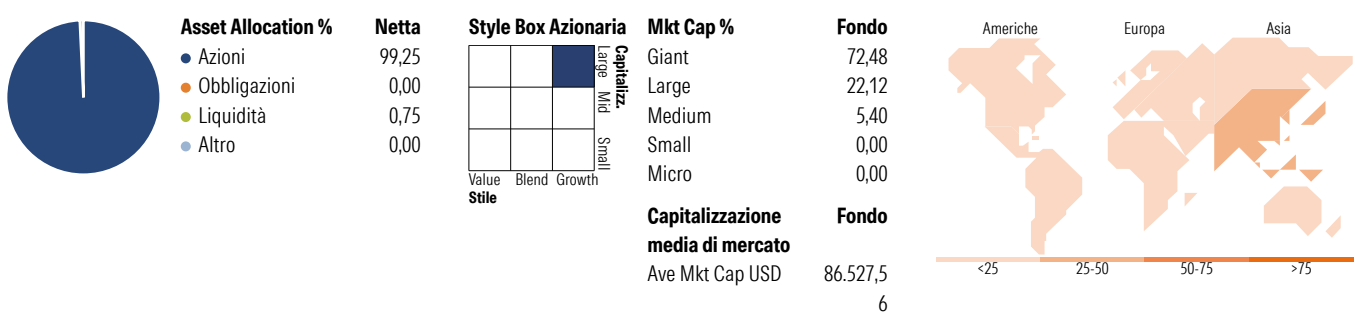 Asset Allocation % Netta
Azioni 99,25
Obbligazioni 0,00
Liquidità 0,75
Altro 0,00
Style Box Azionaria
Large Mid Small
Capitalizz.
Value Blend Growth
Stile
Mkt Cap % Fondo
Giant 72,48
Large 22,12
Medium 5,40
Small 0,00
Micro 0,00
Capitalizzazione Fondo
media di mercato
Ave Mkt Cap USD 86.527,5
6
Americhe Europa Asia
<25 25-50 50-75 >75